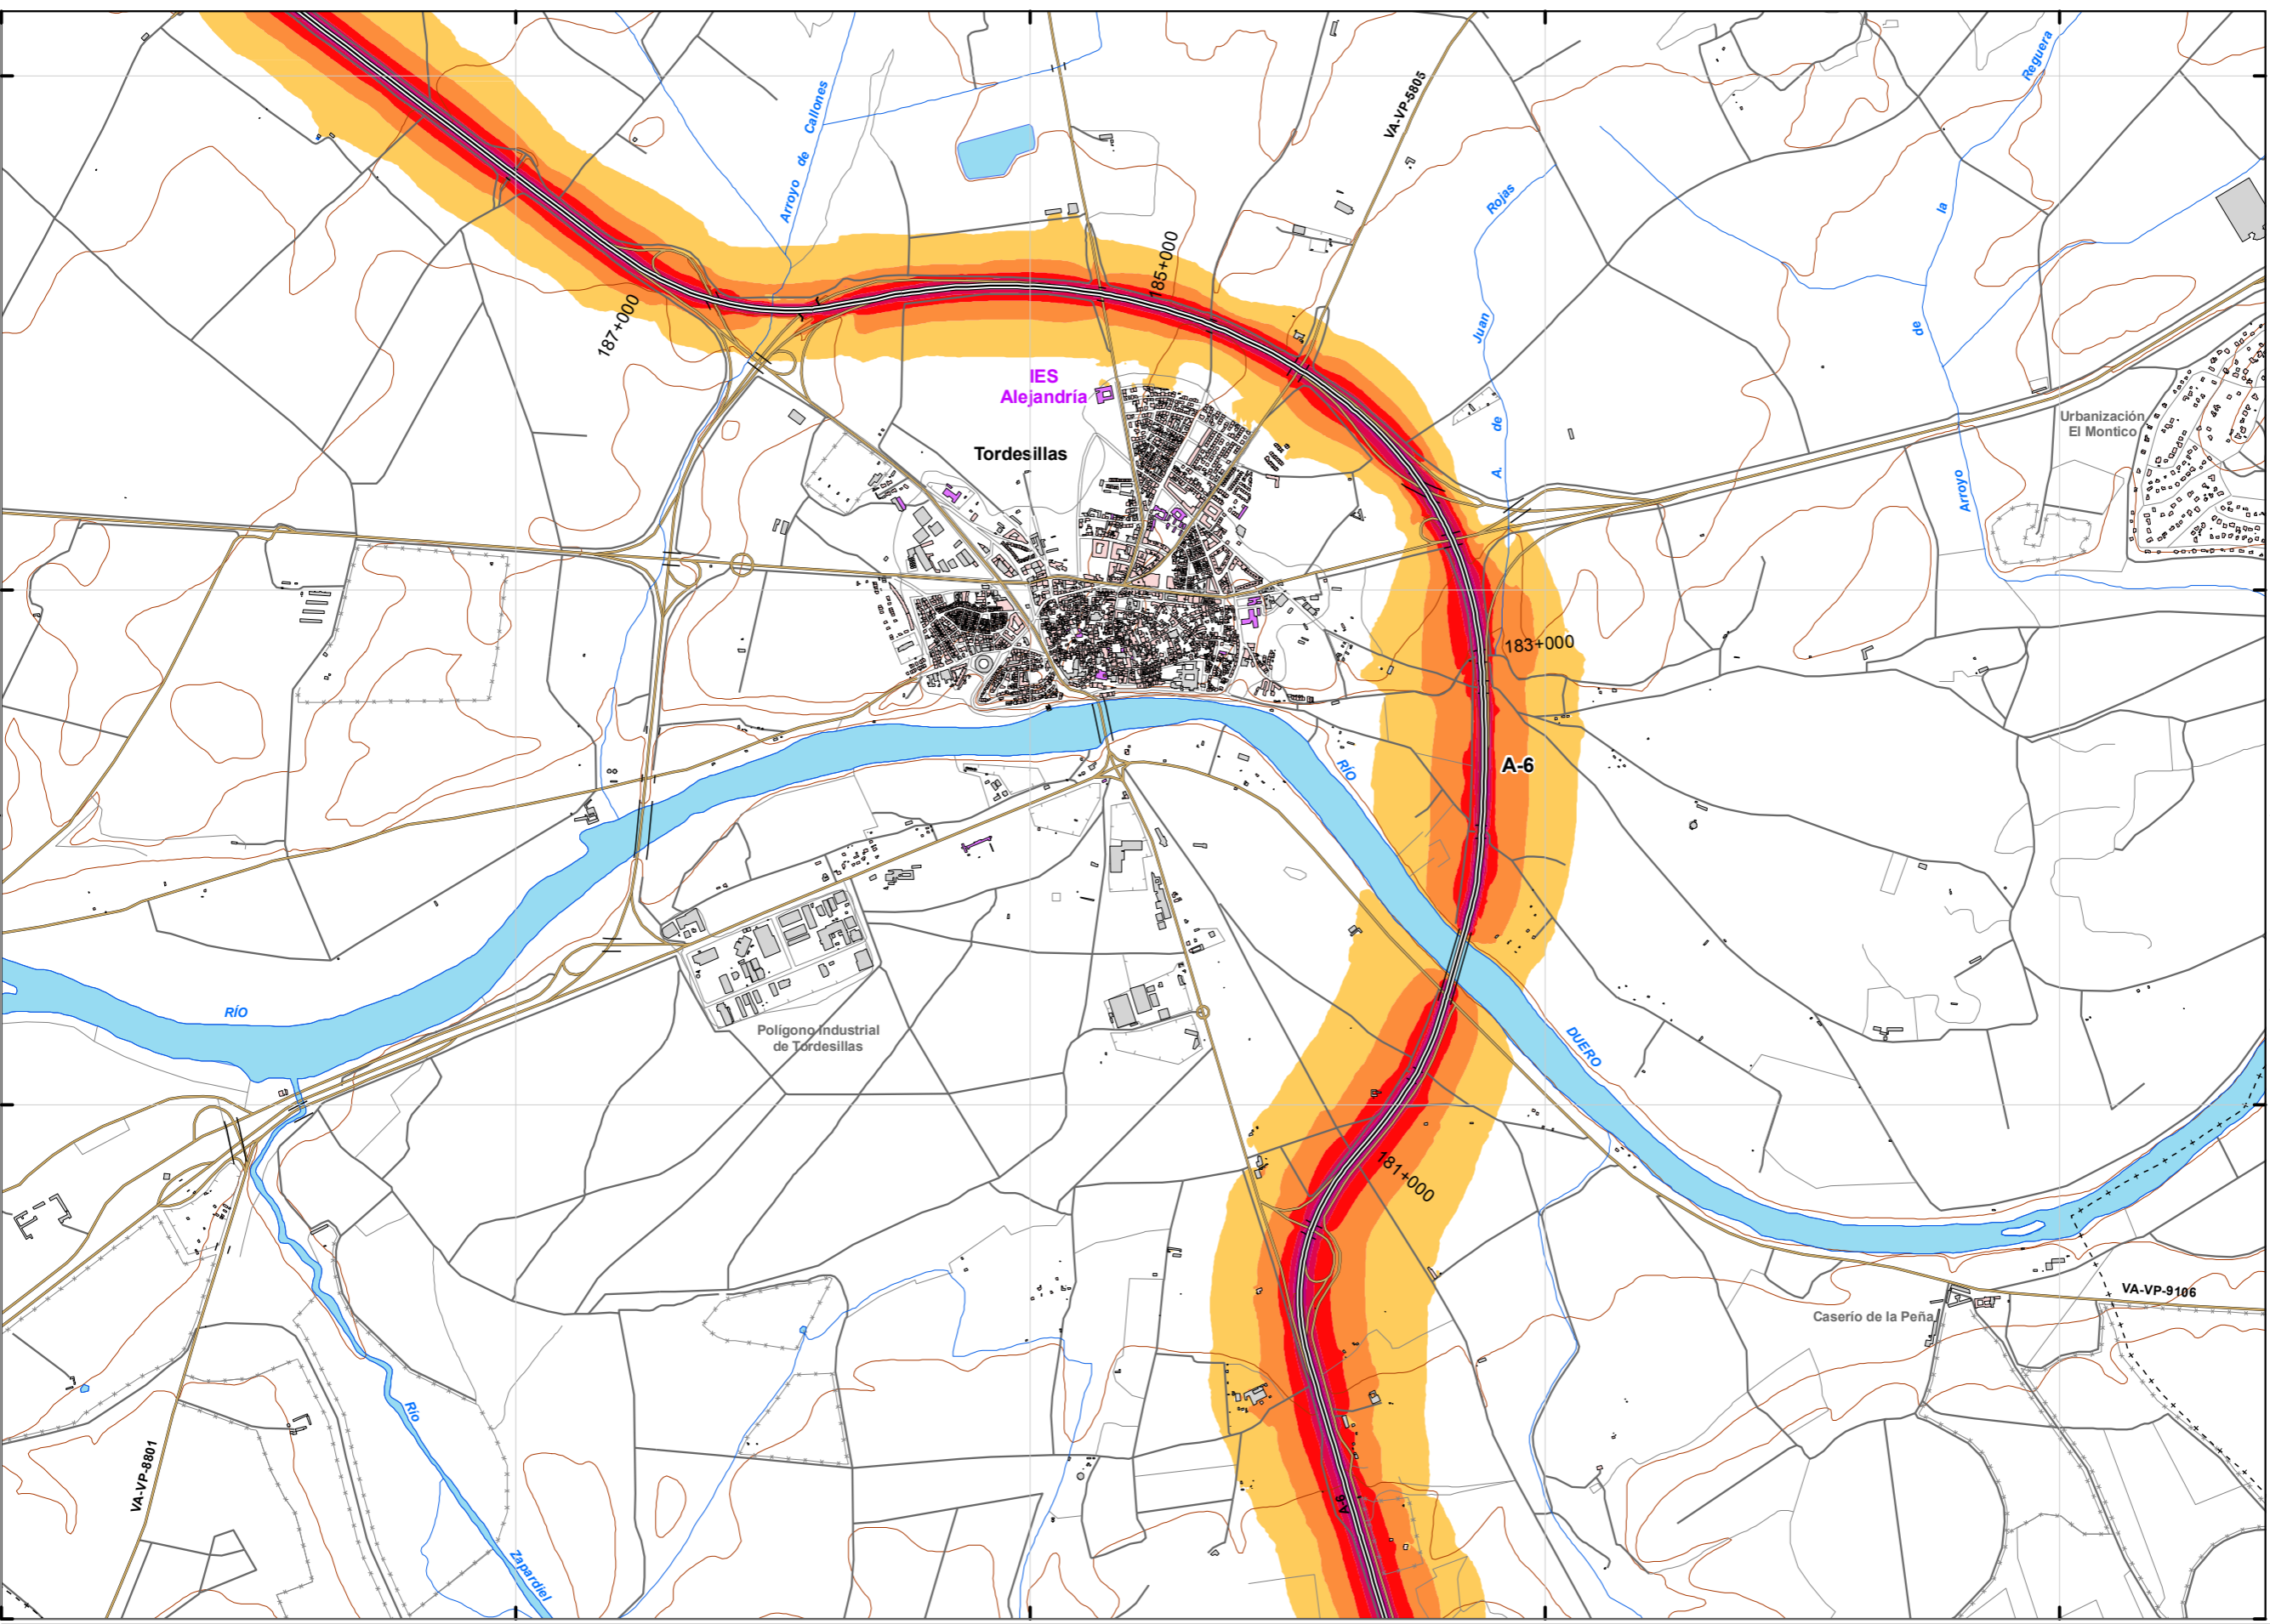 Reguera
la
de
Arroyo
Arroyo de Callones
VA-VP-5805
Rojas
Juan
de
A.
185+000
187+000
IES
Alejandría
Tordesillas
Urbanización
El Montico
183+000
A-6
RÍO
DUERO
RÍO
Polígono Industrial
de Tordesillas
181+000
VA-VP-9106
Caserío de la Peña
A-6
Río
Zapardiel
VA-VP-8801